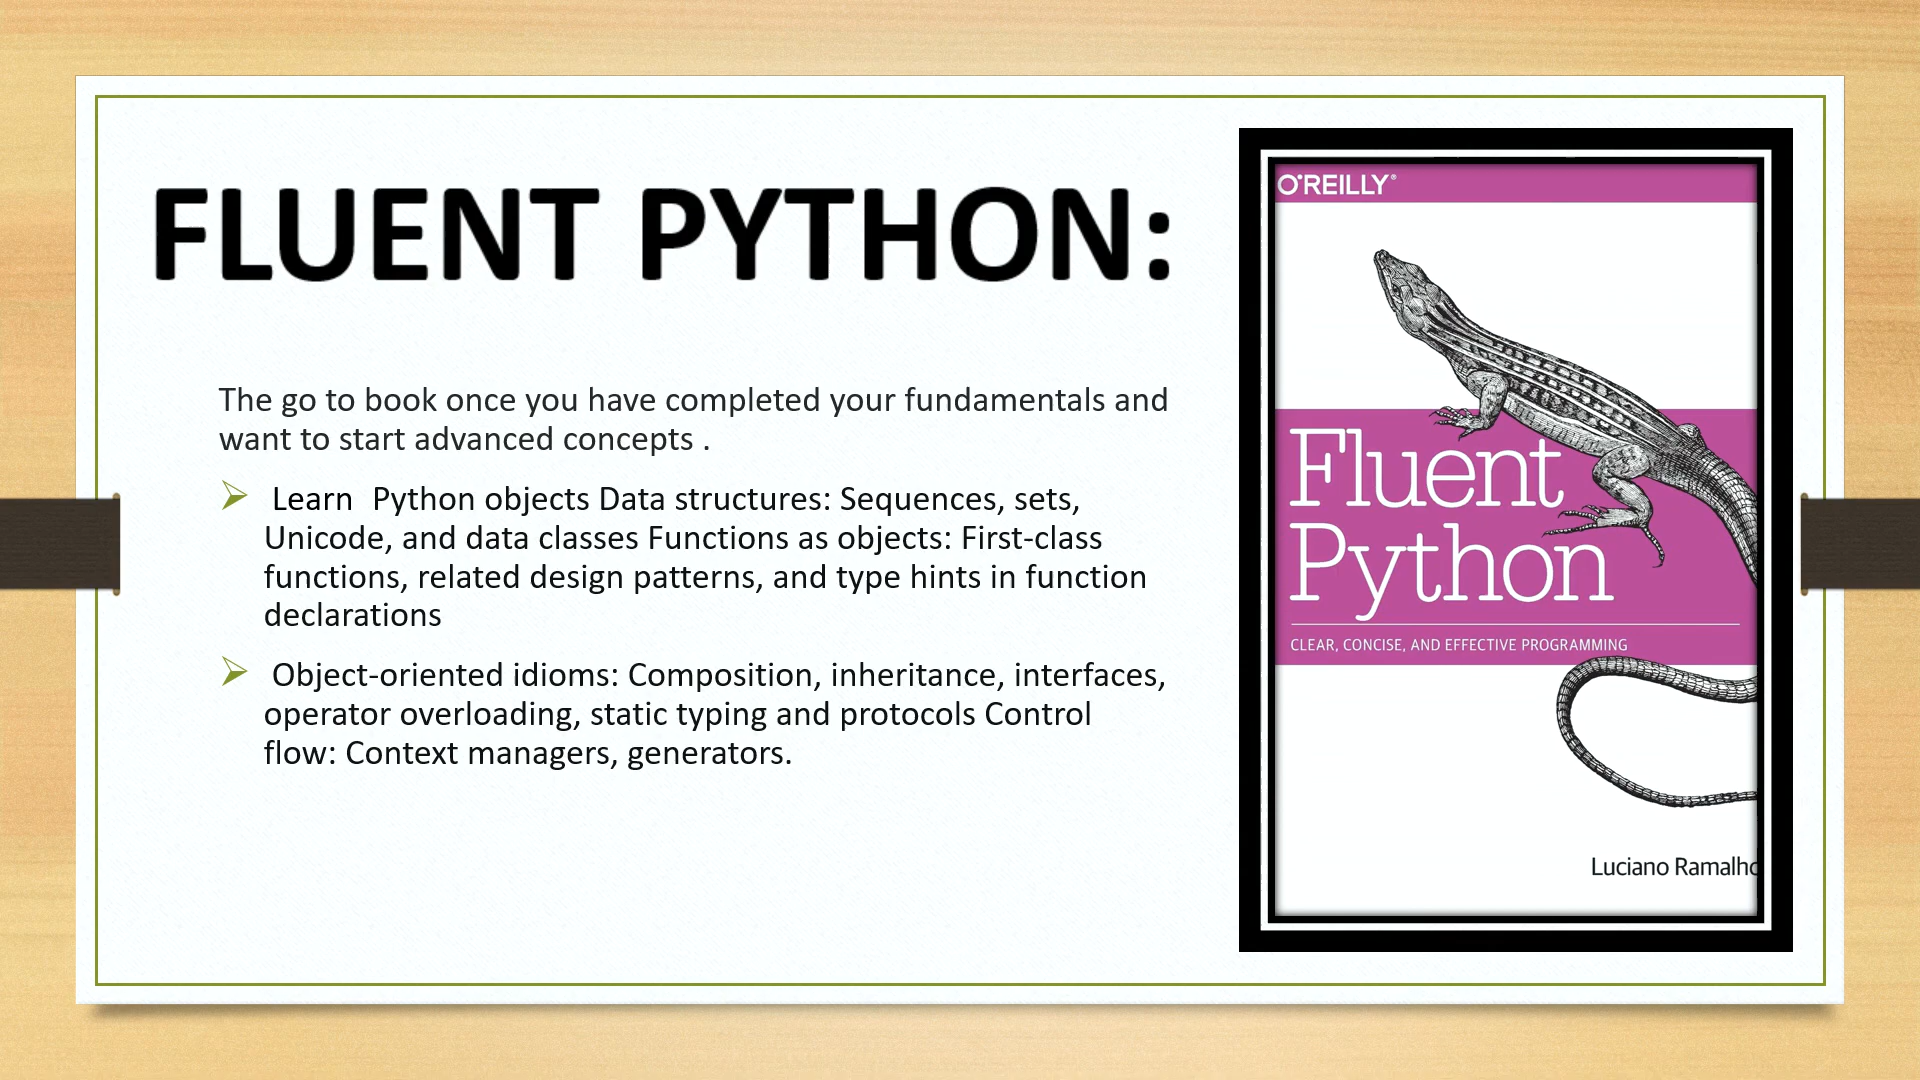 FLUENT PYTHON:
The go to book once you have completed your fundamentals and
want to start advanced concepts .
Learn  Python objects Data structures: Sequences, sets,
Unicode, and data classes Functions as objects: First-class
functions, related design patterns, and type hints in function
declarations
Object-oriented idioms: Composition, inheritance, interfaces,
operator overloading, static typing and protocols Control
flow: Context managers, generators.
O'REILLY®
Fluent
Python
CLEAR, CONCISE, AND EFFECTIVE PROGRAMMING
Luciano Ramalho